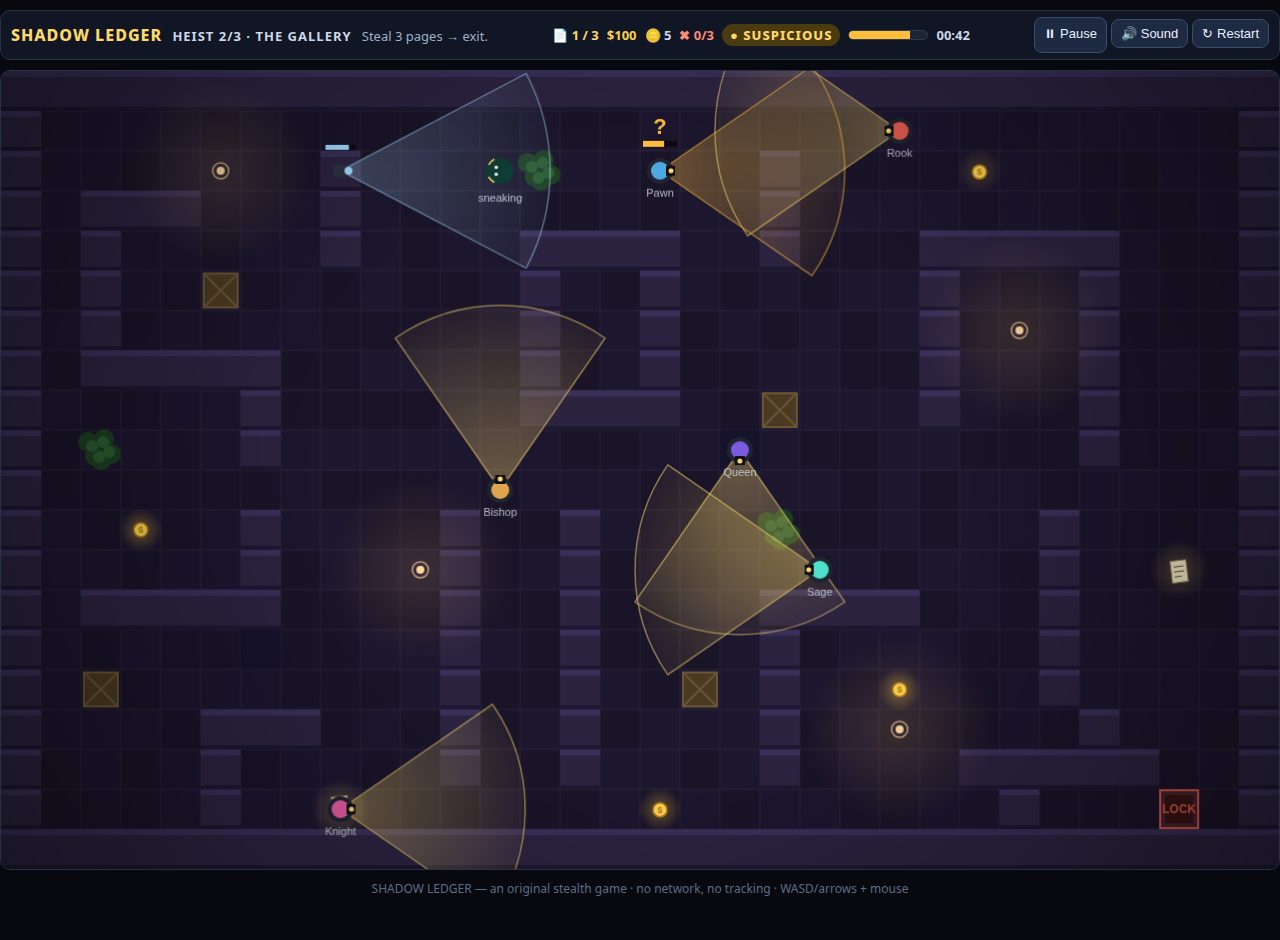 SHADOW LEDGER HEIST 2/3 · THE GALLERY Steal 3 pages → exit. 1 / 3 $100 5 ✖ 0/3 ● SUSPICIOUS 00:42 ⏸ Pause 🔊 Sound ↻ Restart
?
Rook
Pawn
sneaking
$
Queen
Bishop
$
Sage
$
LOCK
$
Knight
SHADOW LEDGER — an original stealth game · no network, no tracking · WASD/arrows + mouse